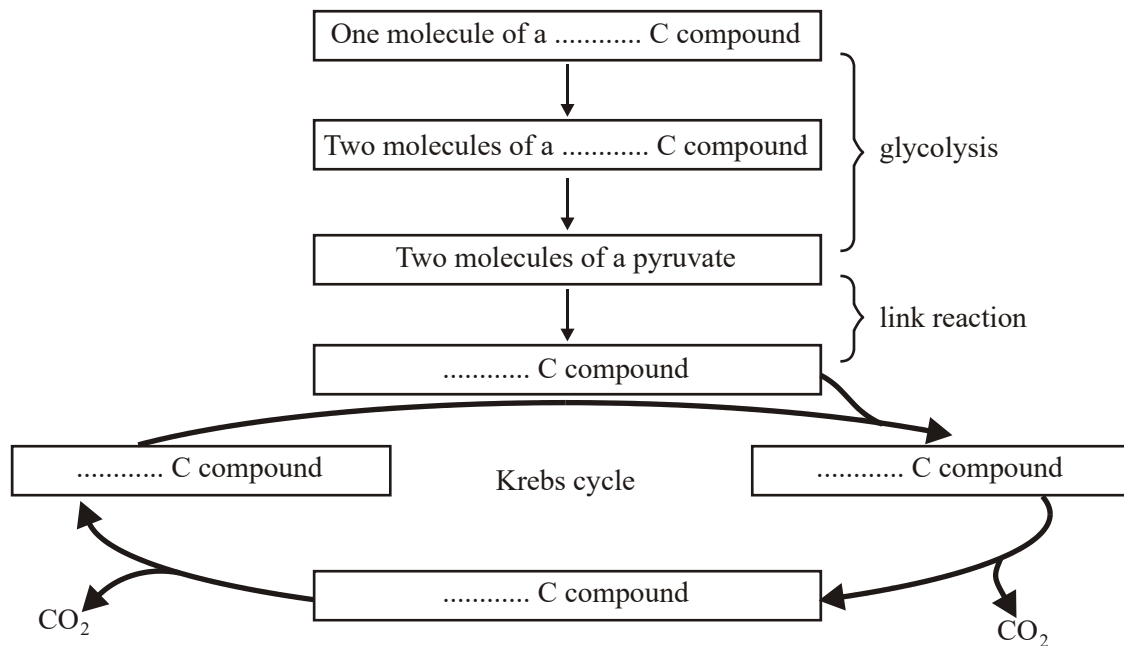 One molecule of a ............ C compound
Two molecules of a ............ C compound
glycolysis
Two molecules of a pyruvate
link reaction
............ C compound
............ C compound
Krebs cycle
............ C compound
............ C compound
CO₂
CO₂